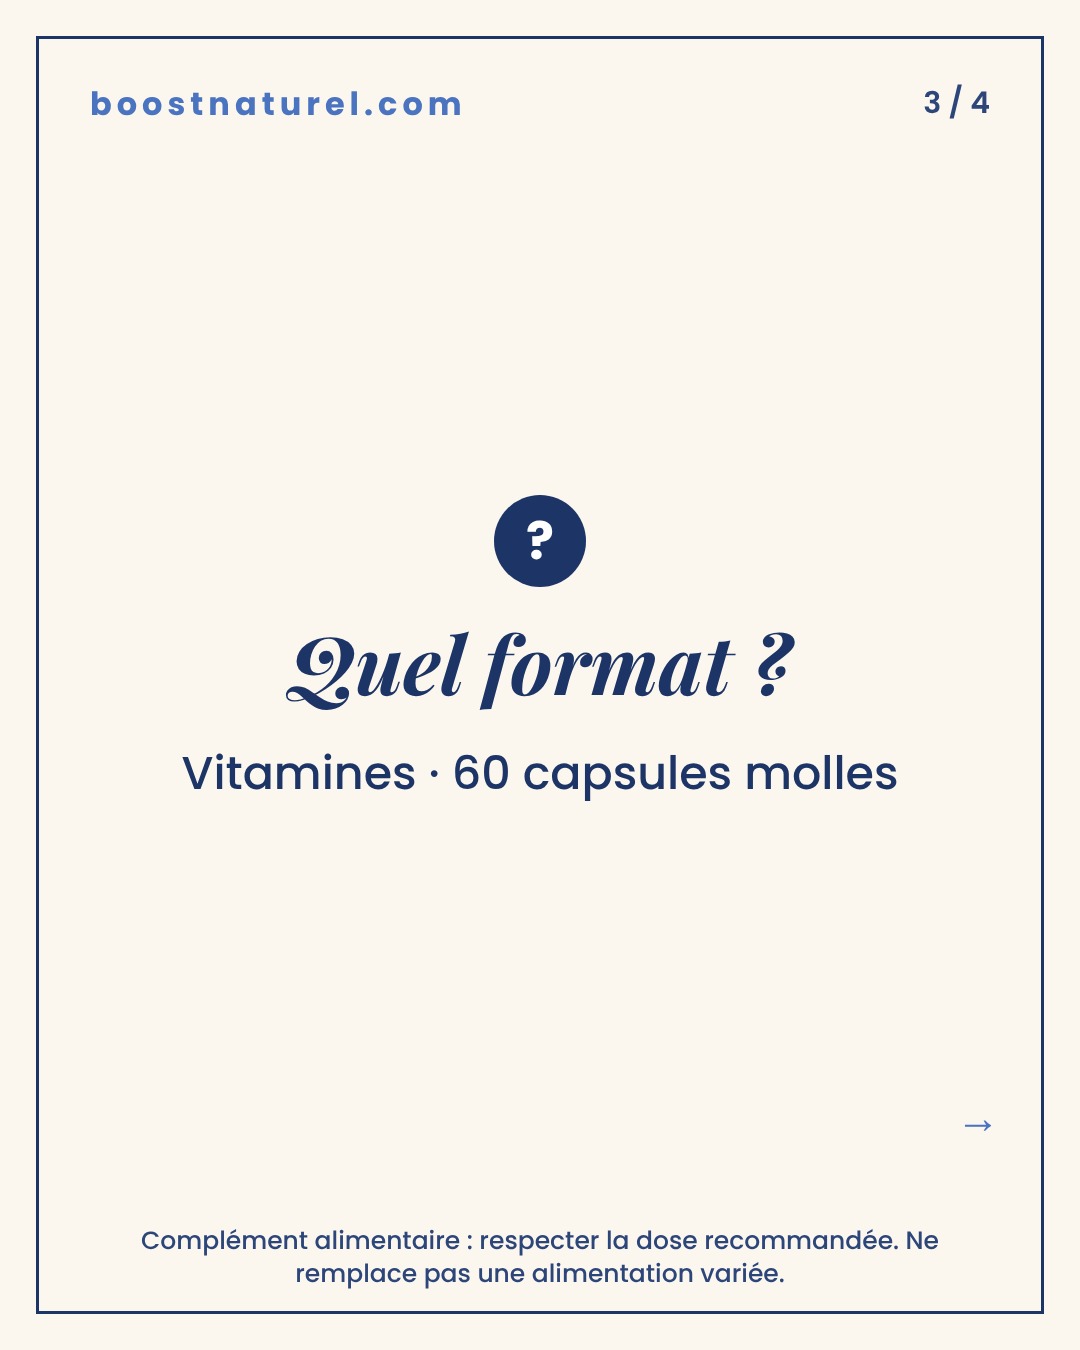 boostnaturel.com
3 / 4
?
Quel format ?
Vitamines · 60 capsules molles
→
Complément alimentaire : respecter la dose recommandée. Ne
remplace pas une alimentation variée.